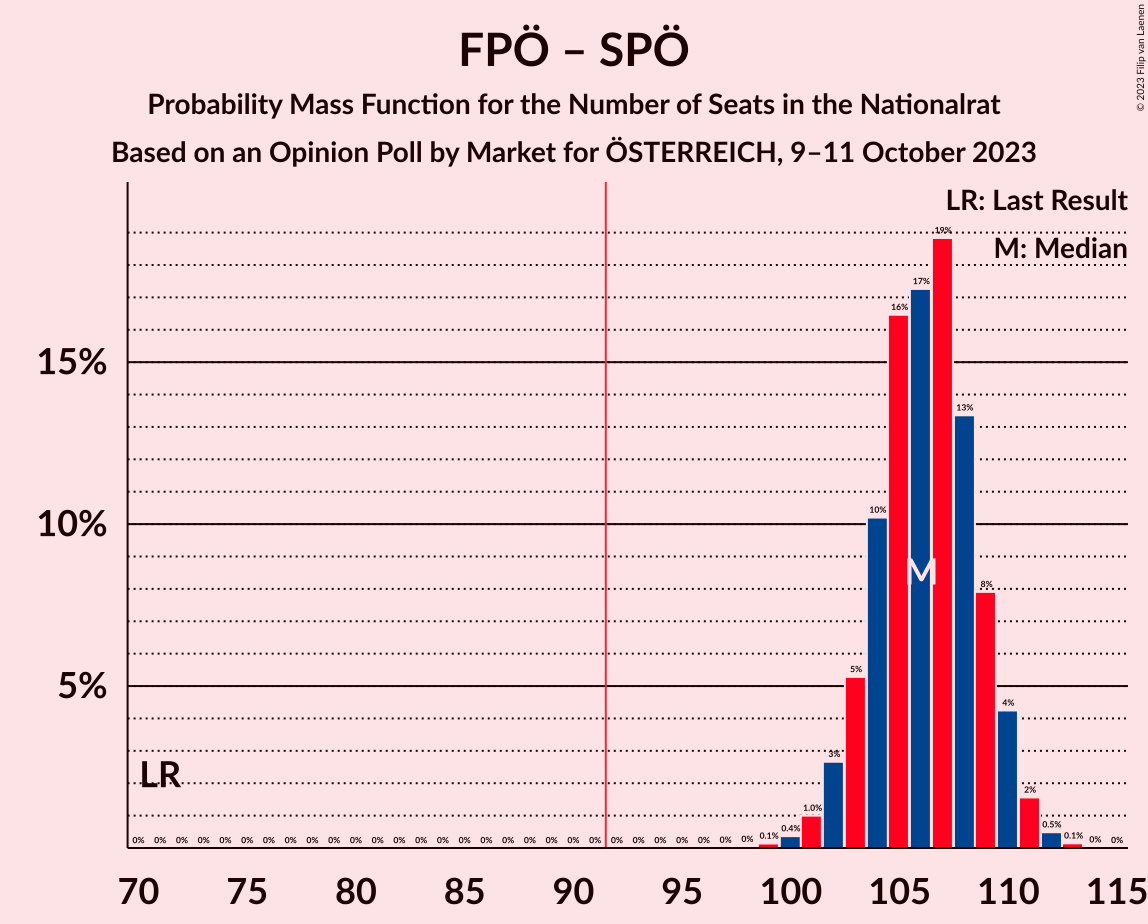 © 2023 Filip van Laenen
FPÖ – SPÖ
Probability Mass Function for the Number of Seats in the Nationalrat
Based on an Opinion Poll by Market for ÖSTERREICH, 9–11 October 2023
LR: Last Result
M: Median
19%
17%
16%
15%
13%
10%
10%
M
8%
5%
5%
4%
3%
LR
2%
1.0%
0% 0% 0% 0% 0% 0% 0% 0% 0% 0% 0% 0% 0% 0% 0% 0% 0% 0% 0% 0% 0% 0% 0% 0% 0% 0% 0% 0% 0% 0.1% 0.4% 0.5% 0.1% 0% 0%
70 75 80 85 90 95 100 105 110 115